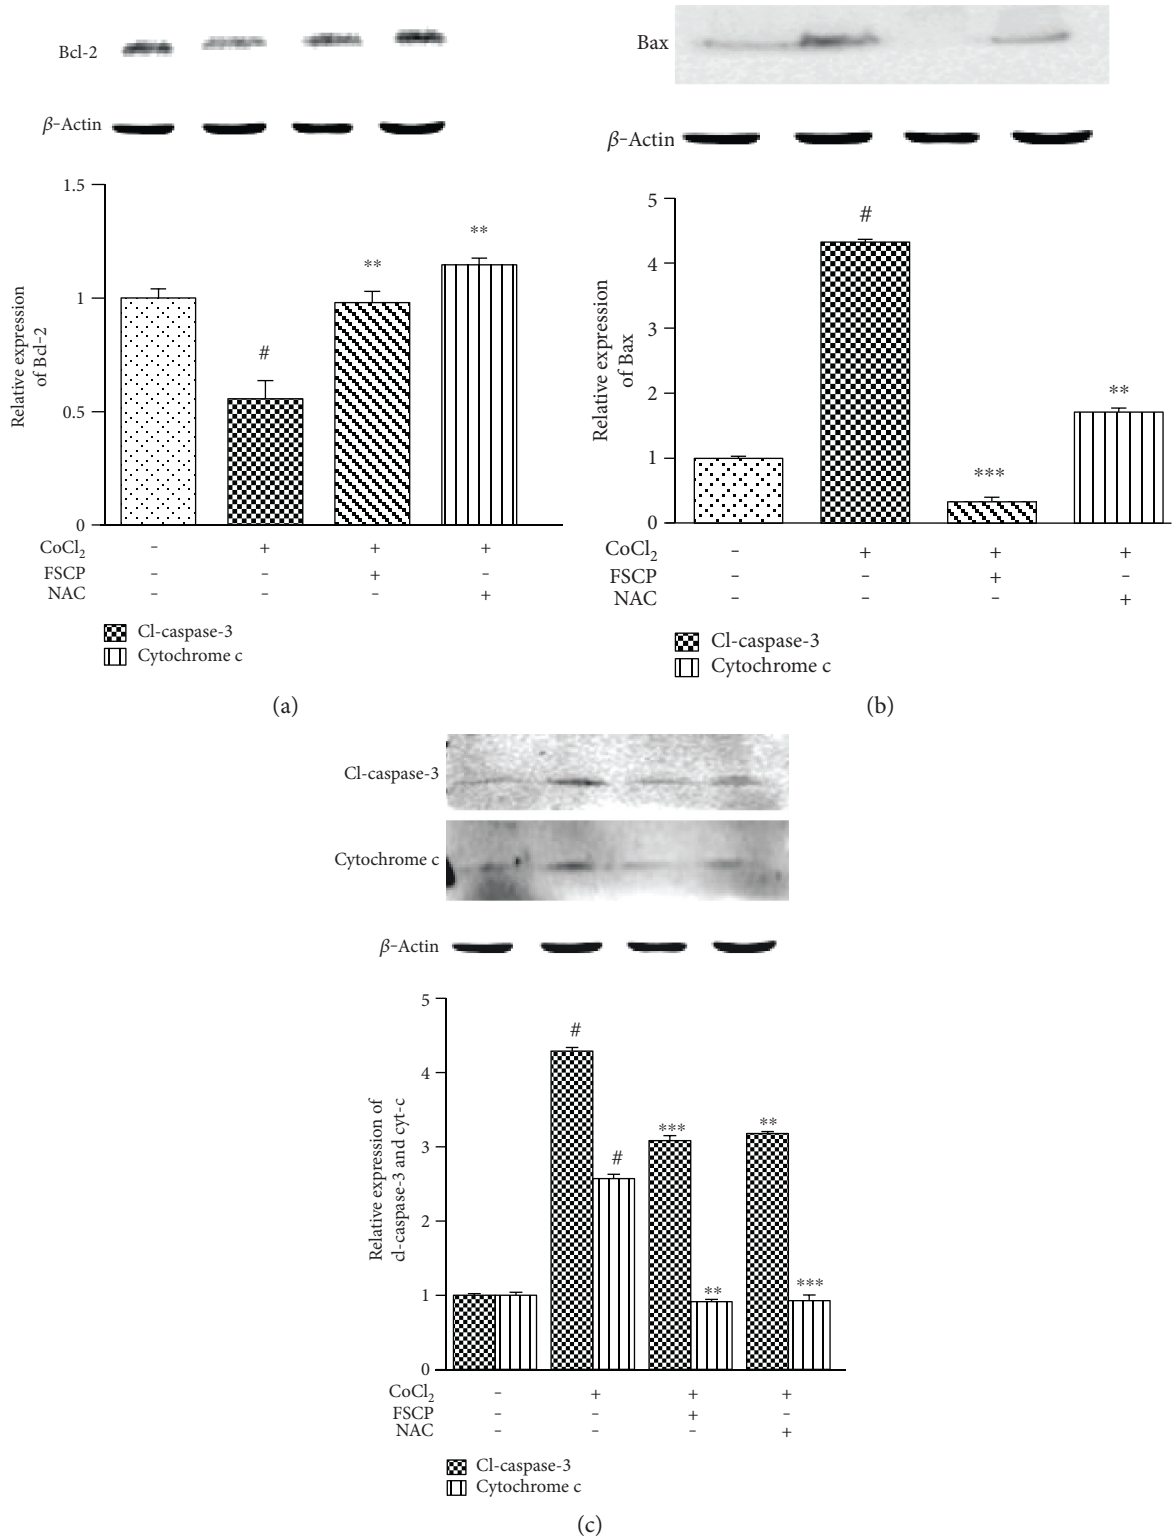 Bcl-2
β-Actin
1.5
1
0.5
0
Relative expression
of Bcl-2
#
**
**
CoCl2 - + + +
FSCP - - + -
NAC - - - +
Cl-caspase-3
Cytochrome c
(a)
Bax
β-Actin
5
4
3
2
1
0
Relative expression
of Bax
#
***
**
CoCl2 - + + +
FSCP - - + -
NAC - - - +
Cl-caspase-3
Cytochrome c
(b)
Cl-caspase-3
Cytochrome c
β-Actin
5
4
3
2
1
0
Relative expression of
cl-caspase-3 and cyt-c
#
#
***
**
**
***
CoCl2 - + + +
FSCP - - + -
NAC - - - +
Cl-caspase-3
Cytochrome c
(c)